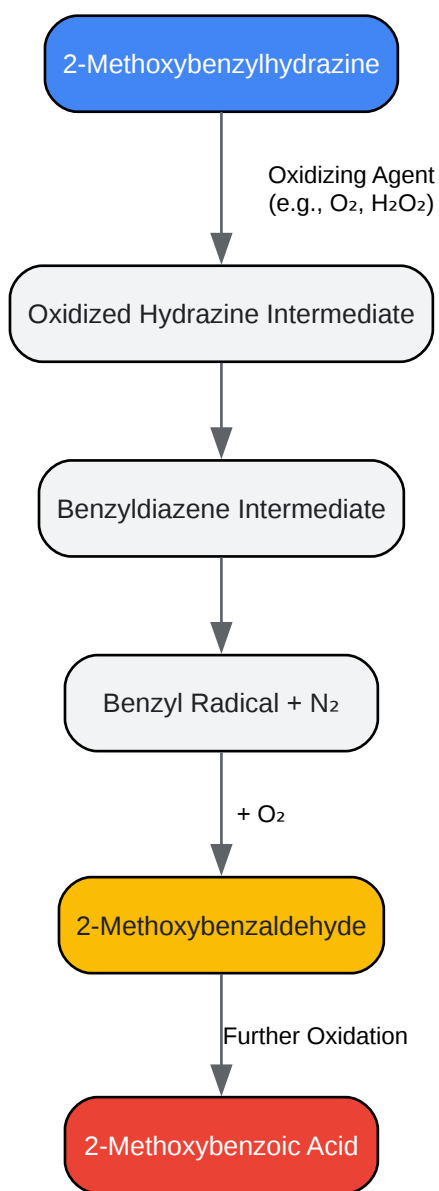 2-Methoxybenzylhydrazine
Oxidizing Agent
(e.g., O₂, H₂O₂)
Oxidized Hydrazine Intermediate
Benzyldiazene Intermediate
Benzyl Radical + N₂
+ O₂
2-Methoxybenzaldehyde
Further Oxidation
2-Methoxybenzoic Acid